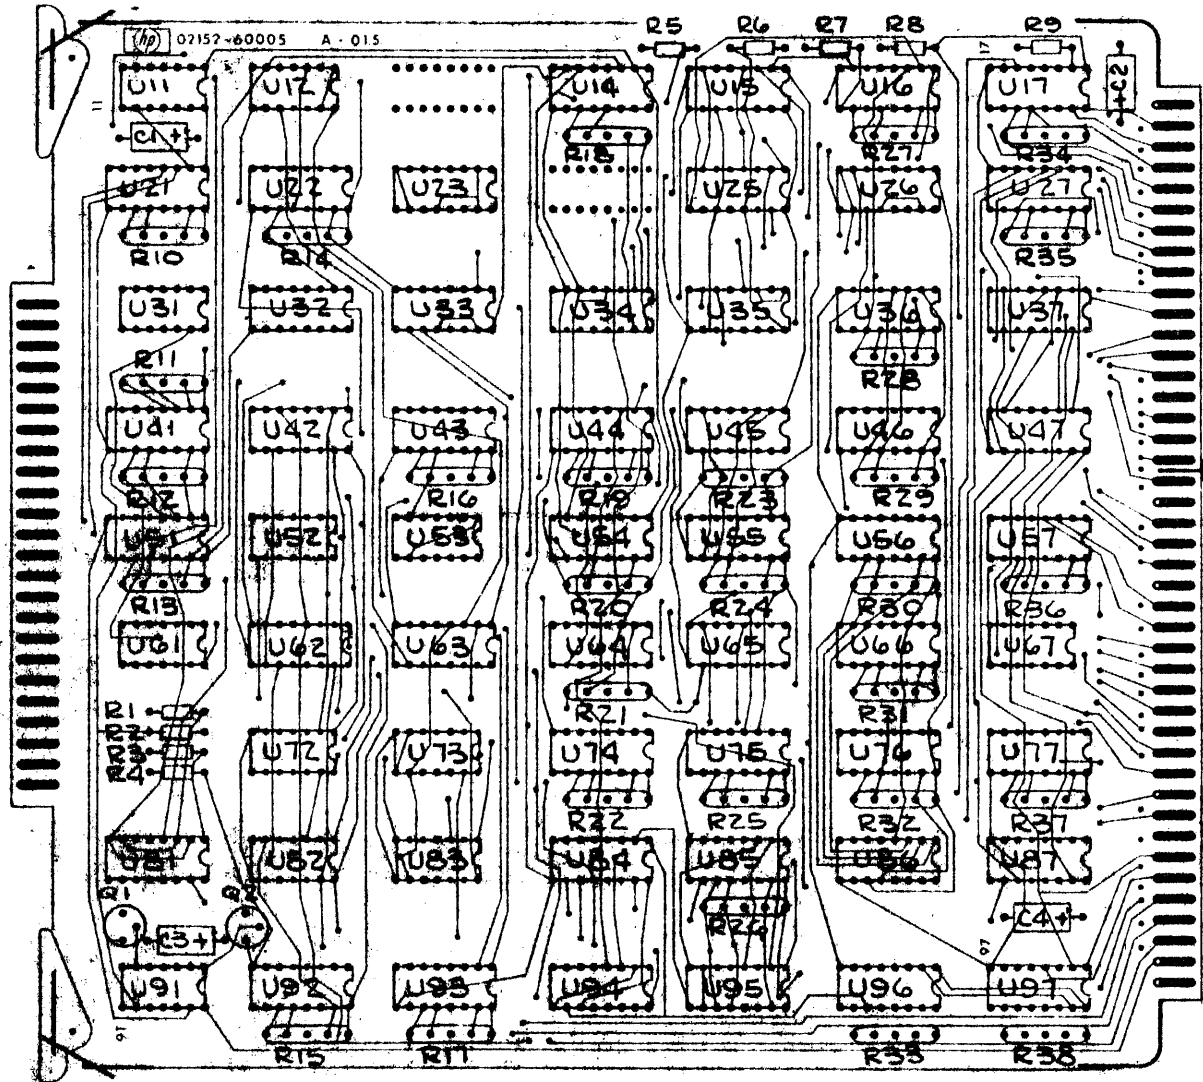 hp 02152-60005 A-015
R5 R6 R7 R8 R9
U11 U12 U14 U15 U16 U17
17
11
C1 +
+C2
R18 R27 R34
U21 U22 U23 U25 U26 U27
R10 R14 R35
U31 U32 U33 U34 U35 U36 U37
R11 R28
U41 U42 U43 U44 U45 U46 U47
R12 R16 R19 R23 R29
U51 U52 U53 U54 U55 U56 U57
R13 R20 R24 R30 R36
U61 U62 U63 U64 U65 U66 U67
R1
R2
R3
R4
R21 R31
U72 U73 U74 U75 U76 U77
R22 R25 R32 R37
U81 U82 U83 U84 U85 U86 U87
Q1
R26
C3+
C4+
97
U91 U92 U93 U94 U95 U96 U97
R15 R17 R33 R38